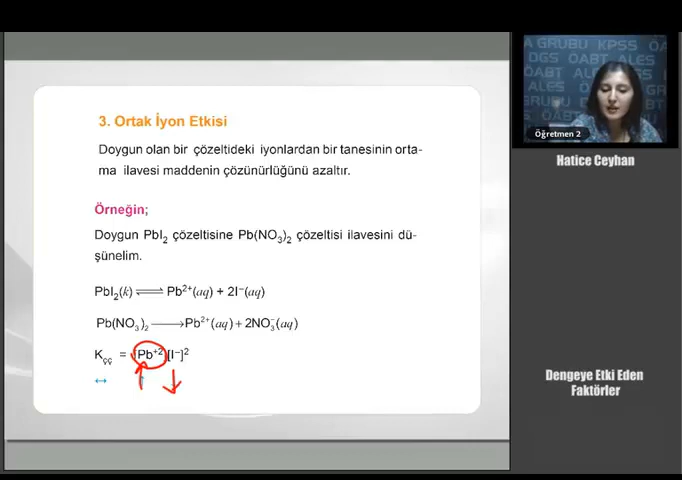 3. Ortak İyon Etkisi
Doygun olan bir çözeltideki iyonlardan bir tanesinin orta-
ma ilavesi maddenin çözünürlüğünü azaltır.
Örneğin;
Doygun PbI₂ çözeltisine Pb(NO₃)₂ çözeltisi ilavesini dü-
şünelim.
PbI₂(k) ⇌ Pb²⁺(aq) + 2I⁻(aq)
Pb(NO₃)₂ ⟶ Pb²⁺(aq) + 2NO₃⁻(aq)
Kçç = [Pb⁺²] [I⁻]²
↔ ↑ ↓
A GRUBU KPSS ÖA
DGS ÖABT ALES
ÖABT ALES
Öğretmen 2
Hatice Ceyhan
Dengeye Etki Eden
Faktörler